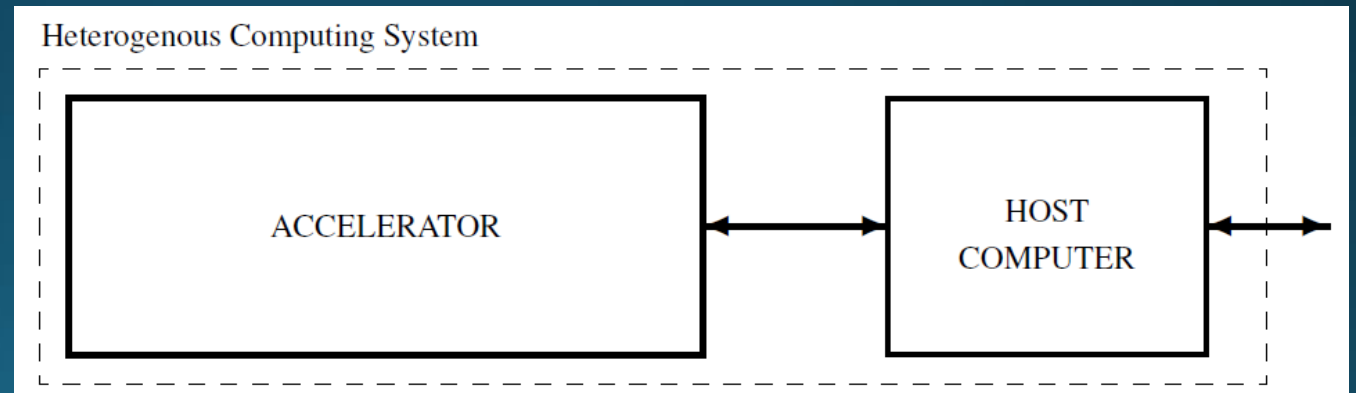 Heterogenous Computing System
ACCELERATOR
HOST
COMPUTER